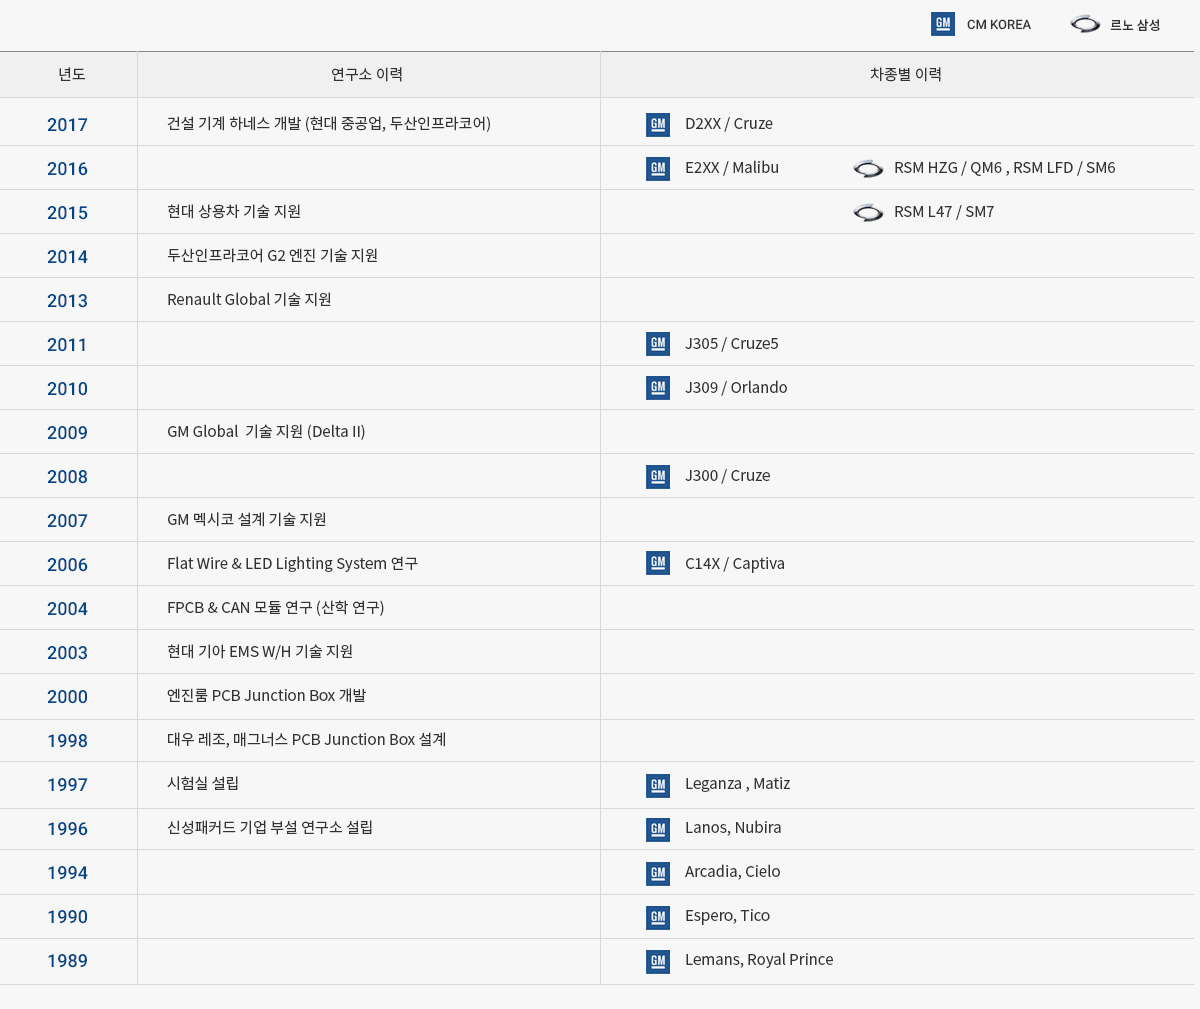 GM CM KOREA 르노 삼성
년도 연구소 이력 차종별 이력
2017 건설 기계 하네스 개발 (현대 중공업, 두산인프라코어) GM D2XX / Cruze
2016 GM E2XX / Malibu RSM HZG / QM6 , RSM LFD / SM6
2015 현대 상용차 기술 지원 RSM L47 / SM7
2014 두산인프라코어 G2 엔진 기술 지원
2013 Renault Global 기술 지원
2011 GM J305 / Cruze5
2010 GM J309 / Orlando
2009 GM Global 기술 지원 (Delta II)
2008 GM J300 / Cruze
2007 GM 멕시코 설계 기술 지원
2006 Flat Wire & LED Lighting System 연구 GM C14X / Captiva
2004 FPCB & CAN 모듈 연구 (산학 연구)
2003 현대 기아 EMS W/H 기술 지원
2000 엔진룸 PCB Junction Box 개발
1998 대우 레조, 매그너스 PCB Junction Box 설계
1997 시험실 설립 GM Leganza , Matiz
1996 신성패커드 기업 부설 연구소 설립 GM Lanos, Nubira
1994 GM Arcadia, Cielo
1990 GM Espero, Tico
1989 GM Lemans, Royal Prince